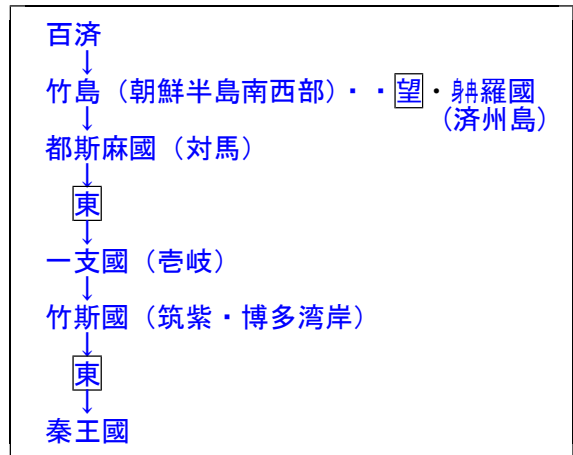 百済
↓
竹島（朝鮮半島南西部）・・望・𨈭羅國
（済州島）
↓
都斯麻國（対馬）
↓
東
↓
一支國（壱岐）
↓
竹斯國（筑紫・博多湾岸）
↓
東
↓
秦王國